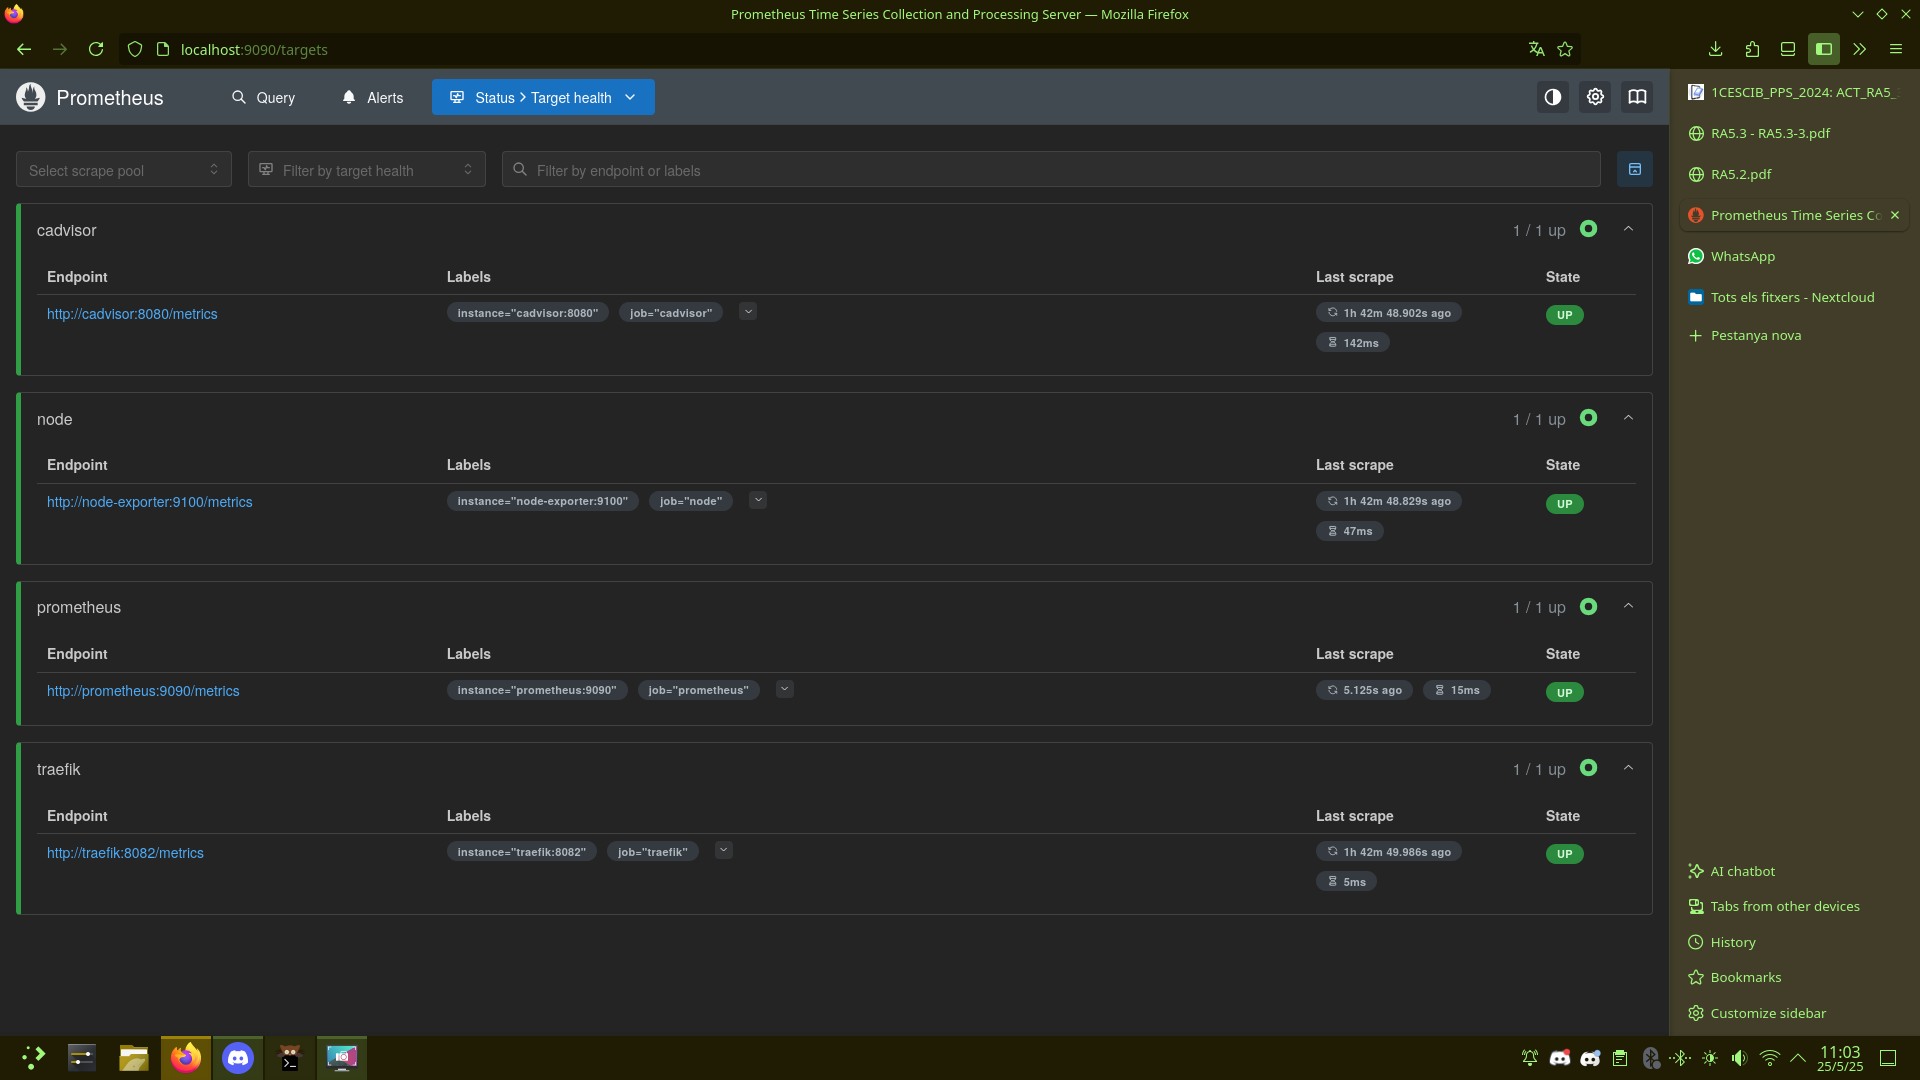 Prometheus Time Series Collection and Processing Server — Mozilla Firefox
localhost:9090/targets
Prometheus Query Alerts Status > Target health
Select scrape pool Filter by target health Filter by endpoint or labels
cadvisor 1 / 1 up
Endpoint Labels Last scrape State
http://cadvisor:8080/metrics instance="cadvisor:8080" job="cadvisor" 1h 42m 48.902s ago UP
142ms
node 1 / 1 up
Endpoint Labels Last scrape State
http://node-exporter:9100/metrics instance="node-exporter:9100" job="node" 1h 42m 48.829s ago UP
47ms
prometheus 1 / 1 up
Endpoint Labels Last scrape State
http://prometheus:9090/metrics instance="prometheus:9090" job="prometheus" 5.125s ago 15ms UP
traefik 1 / 1 up
Endpoint Labels Last scrape State
http://traefik:8082/metrics instance="traefik:8082" job="traefik" 1h 42m 49.986s ago UP
5ms
1CESCIB_PPS_2024: ACT_RA5_
RA5.3 - RA5.3-3.pdf
RA5.2.pdf
Prometheus Time Series Co
WhatsApp
Tots els fitxers - Nextcloud
Pestanya nova
AI chatbot
Tabs from other devices
History
Bookmarks
Customize sidebar
11:03
25/5/25